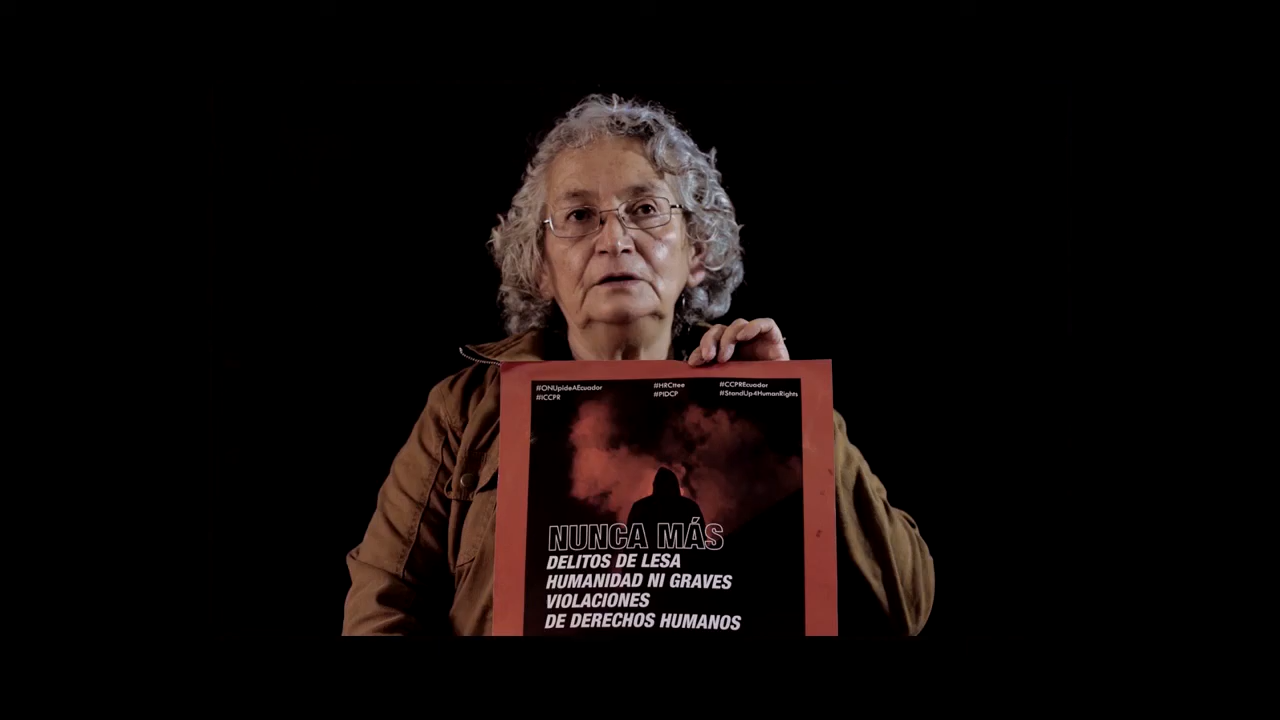 #ONUpideAEcuador #HRCttee #CCPREcuador
#ICCPR #PIDCP #StandUp4HumanRights
NUNCA MÁS
DELITOS DE LESA
HUMANIDAD NI GRAVES
VIOLACIONES
DE DERECHOS HUMANOS